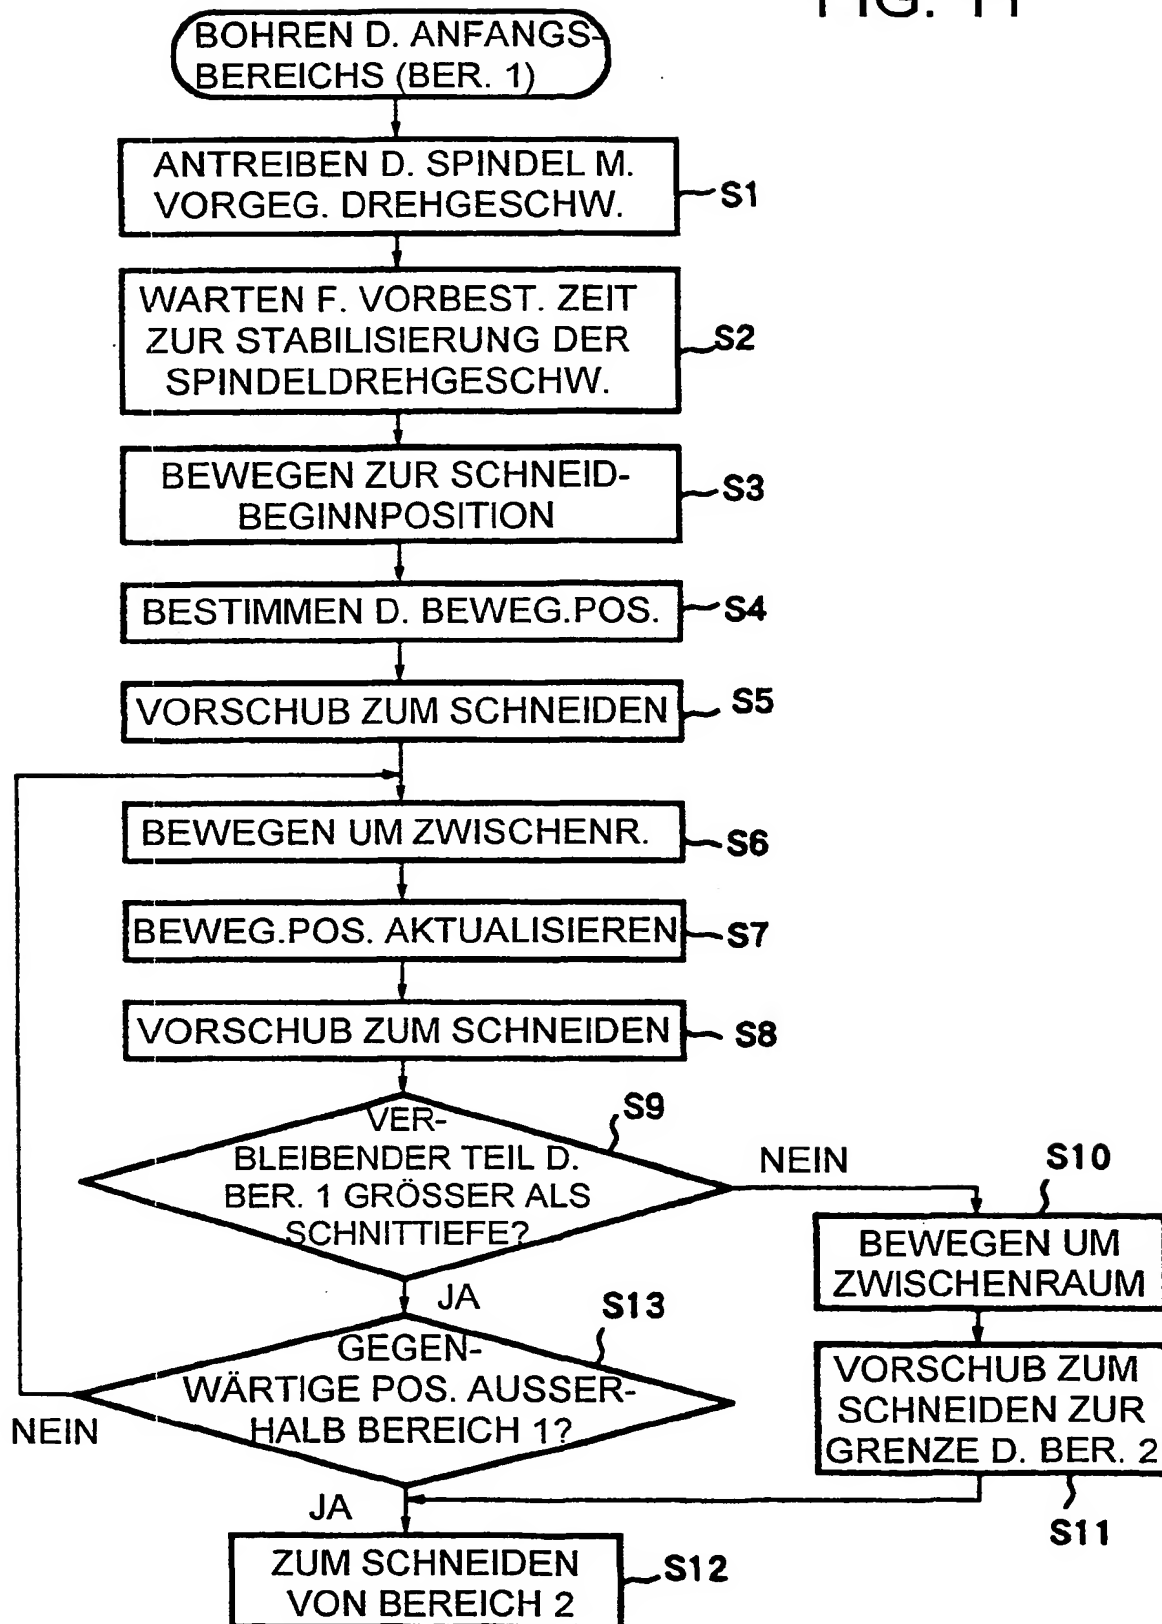 FIG. 11
BOHREN D. ANFANGS-
BEREICHS (BER. 1)
ANTREIBEN D. SPINDEL M.
VORGEG. DREHGESCHW.
S1
WARTEN F. VORBEST. ZEIT
ZUR STABILISIERUNG DER
SPINDELDREHGESCHW.
S2
BEWEGEN ZUR SCHNEID-
BEGINNPOSITION
S3
BESTIMMEN D. BEWEG.POS.
S4
VORSCHUB ZUM SCHNEIDEN
S5
BEWEGEN UM ZWISCHENR.
S6
BEWEG.POS. AKTUALISIEREN
S7
VORSCHUB ZUM SCHNEIDEN
S8
VER-
BLEIBENDER TEIL D.
BER. 1 GRÖSSER ALS
SCHNITTIEFE?
S9
NEIN
JA
S10
BEWEGEN UM
ZWISCHENRAUM
VORSCHUB ZUM
SCHNEIDEN ZUR
GRENZE D. BER. 2
S11
S13
GEGEN-
WÄRTIGE POS. AUSSER-
HALB BEREICH 1?
NEIN
JA
ZUM SCHNEIDEN
VON BEREICH 2
S12